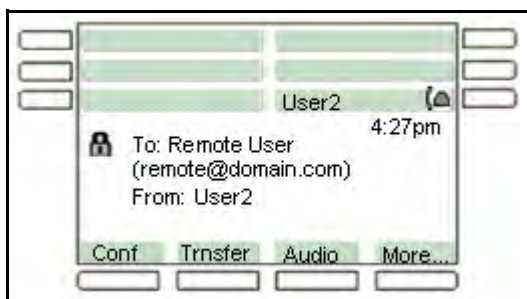 User2
4:27pm
To: Remote User
(remote@domain.com)
From: User2
Conf Trnsfer Audio More...